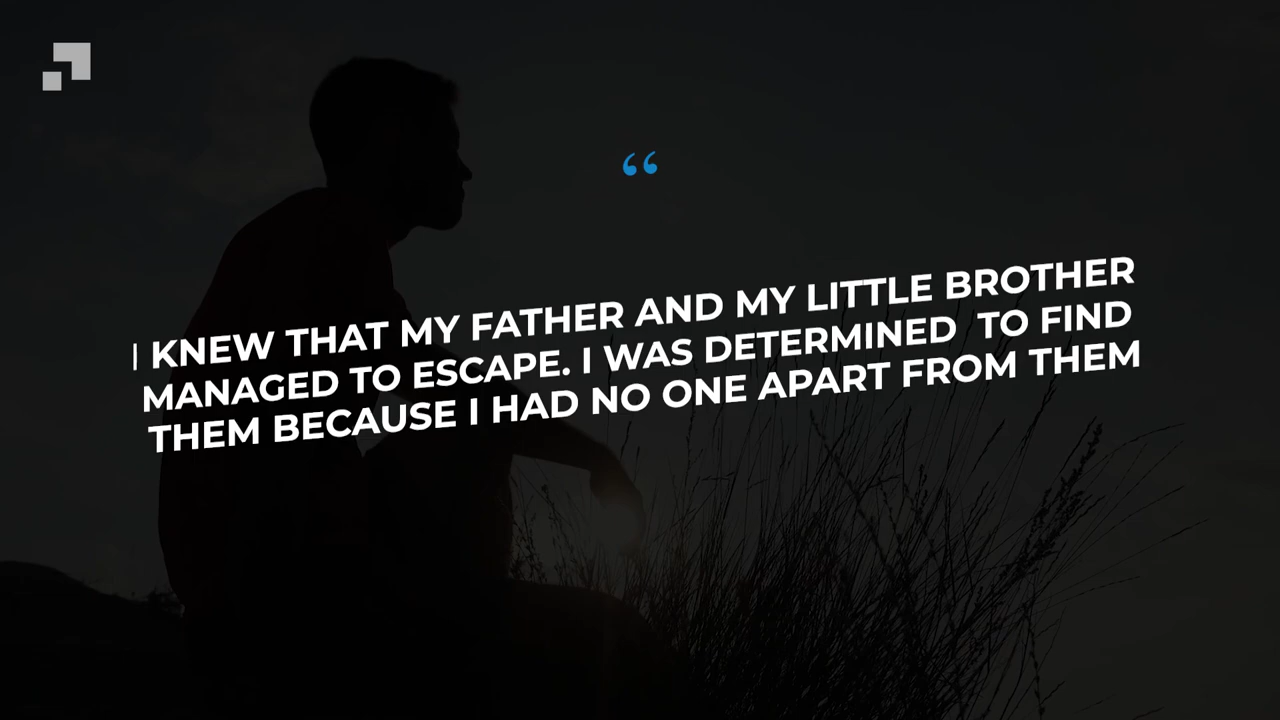 “
I KNEW THAT MY FATHER AND MY LITTLE BROTHER
MANAGED TO ESCAPE. I WAS DETERMINED  TO FIND
THEM BECAUSE I HAD NO ONE APART FROM THEM